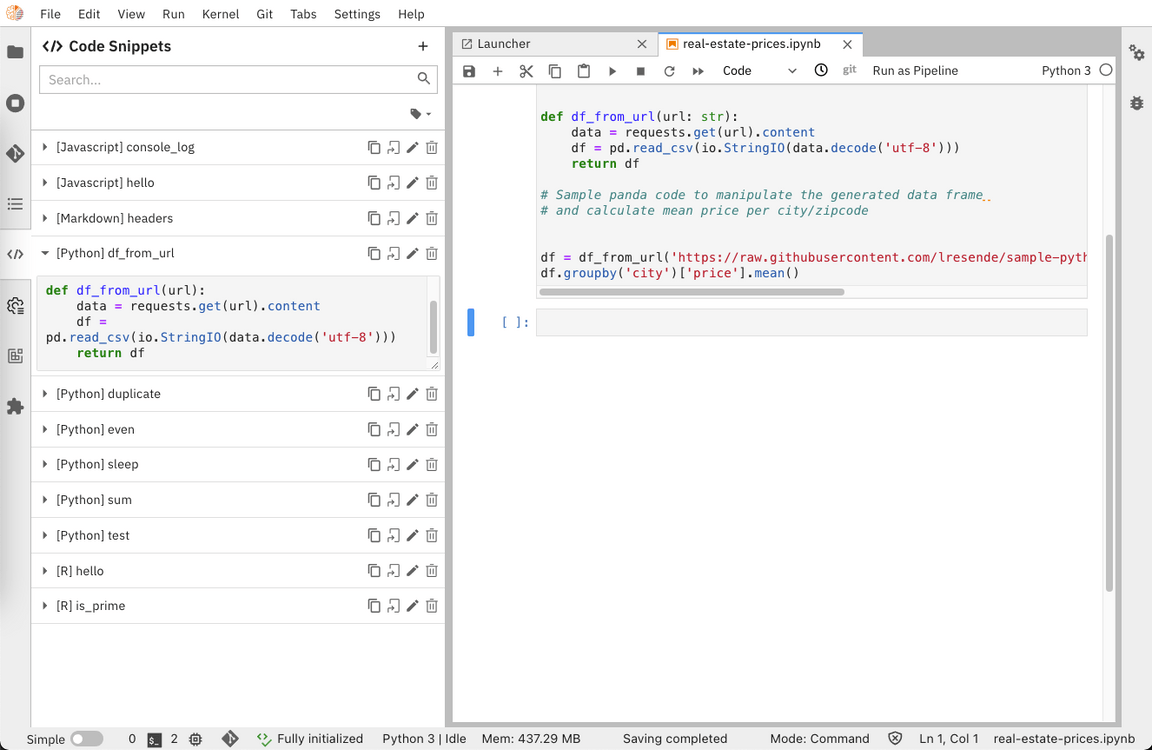 File Edit View Run Kernel Git Tabs Settings Help
</> Code Snippets +
Search...
[Javascript] console_log
[Javascript] hello
[Markdown] headers
[Python] df_from_url
def df_from_url(url):
    data = requests.get(url).content
    df =
pd.read_csv(io.StringIO(data.decode('utf-8')))
    return df
[Python] duplicate
[Python] even
[Python] sleep
[Python] sum
[Python] test
[R] hello
[R] is_prime
Launcher
real-estate-prices.ipynb
Code git Run as Pipeline Python 3
def df_from_url(url: str):
    data = requests.get(url).content
    df = pd.read_csv(io.StringIO(data.decode('utf-8')))
    return df
# Sample panda code to manipulate the generated data frame
# and calculate mean price per city/zipcode
df = df_from_url('https://raw.githubusercontent.com/lresende/sample-pyth
df.groupby('city')['price'].mean()
[ ]:
Simple 0 $_ 2 Fully initialized Python 3 | Idle Mem: 437.29 MB Saving completed Mode: Command Ln 1, Col 1 real-estate-prices.ipynb